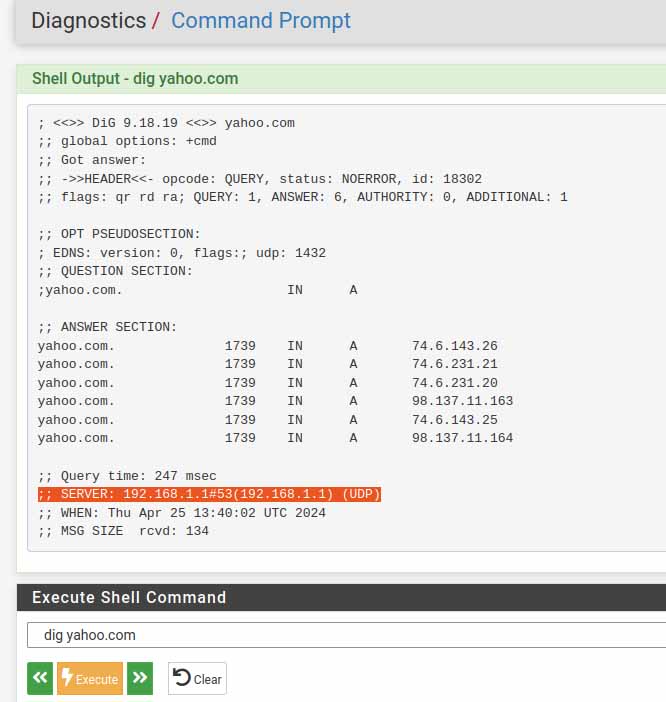 Diagnostics / Command Prompt
Shell Output - dig yahoo.com
; <<>> DiG 9.18.19 <<>> yahoo.com
;; global options: +cmd
;; Got answer:
;; ->>HEADER<<- opcode: QUERY, status: NOERROR, id: 18302
;; flags: qr rd ra; QUERY: 1, ANSWER: 6, AUTHORITY: 0, ADDITIONAL: 1
;; OPT PSEUDOSECTION:
; EDNS: version: 0, flags:; udp: 1432
;; QUESTION SECTION:
;yahoo.com. IN A
;; ANSWER SECTION:
yahoo.com. 1739 IN A 74.6.143.26
yahoo.com. 1739 IN A 74.6.231.21
yahoo.com. 1739 IN A 74.6.231.20
yahoo.com. 1739 IN A 98.137.11.163
yahoo.com. 1739 IN A 74.6.143.25
yahoo.com. 1739 IN A 98.137.11.164
;; Query time: 247 msec
;; SERVER: 192.168.1.1#53(192.168.1.1) (UDP)
;; WHEN: Thu Apr 25 13:40:02 UTC 2024
;; MSG SIZE  rcvd: 134
Execute Shell Command
dig yahoo.com
Execute Clear